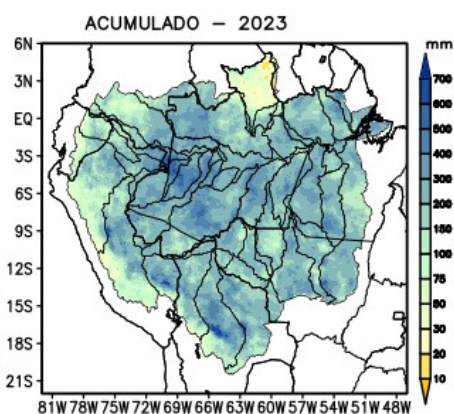 ACUMULADO – 2023
mm
6N
3N
EQ
3S
6S
9S
12S
15S
18S
21S
700
600
500
400
300
200
150
100
75
50
30
20
10
81W 78W 75W 72W 69W 66W 63W 60W 57W 54W 51W 48W